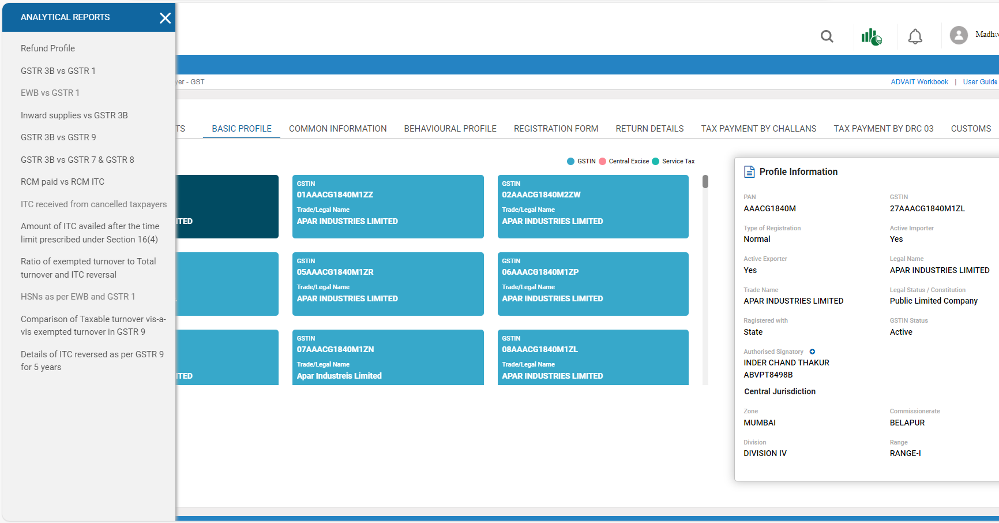 ANALYTICAL REPORTS
Refund Profile
GSTR 3B vs GSTR 1
EWB vs GSTR 1
Inward supplies vs GSTR 3B
GSTR 3B vs GSTR 9
GSTR 3B vs GSTR 7 & GSTR 8
RCM paid vs RCM ITC
ITC received from cancelled taxpayers
Amount of ITC availed after the time
limit prescribed under Section 16(4)
Ratio of exempted turnover to Total
turnover and ITC reversal
HSNs as per EWB and GSTR 1
Comparison of Taxable turnover vis-a-
vis exempted turnover in GSTR 9
Details of ITC reversed as per GSTR 9
for 5 years
Madhv
yer - GST
ADVAIT Workbook | User Guide
TS BASIC PROFILE COMMON INFORMATION BEHAVIOURAL PROFILE REGISTRATION FORM RETURN DETAILS TAX PAYMENT BY CHALLANS TAX PAYMENT BY DRC 03 CUSTOMS
GSTIN Central Excise Service Tax
ITED
GSTIN
01AAACG1840M1ZZ
Trade/Legal Name
APAR INDUSTRIES LIMITED
GSTIN
02AAACG1840M2ZW
Trade/Legal Name
APAR INDUSTRIES LIMITED
GSTIN
05AAACG1840M1ZR
Trade/Legal Name
APAR INDUSTRIES LIMITED
GSTIN
06AAACG1840M1ZP
Trade/Legal Name
APAR INDUSTRIES LIMITED
ITED
GSTIN
07AAACG1840M1ZN
Trade/Legal Name
Apar Industreis Limited
GSTIN
08AAACG1840M1ZL
Trade/Legal Name
APAR INDUSTRIES LIMITED
Profile Information
PAN GSTIN
AAACG1840M 27AAACG1840M1ZL
Type of Registration Active Importer
Normal Yes
Active Exporter Legal Name
Yes APAR INDUSTRIES LIMITED
Trade Name Legal Status / Constitution
APAR INDUSTRIES LIMITED Public Limited Company
Ragistered with GSTIN Status
State Active
Authorised Signatory
INDER CHAND THAKUR
ABVPT8498B
Central Jurisdiction
Zone Commissionerate
MUMBAI BELAPUR
Division Range
DIVISION IV RANGE-I